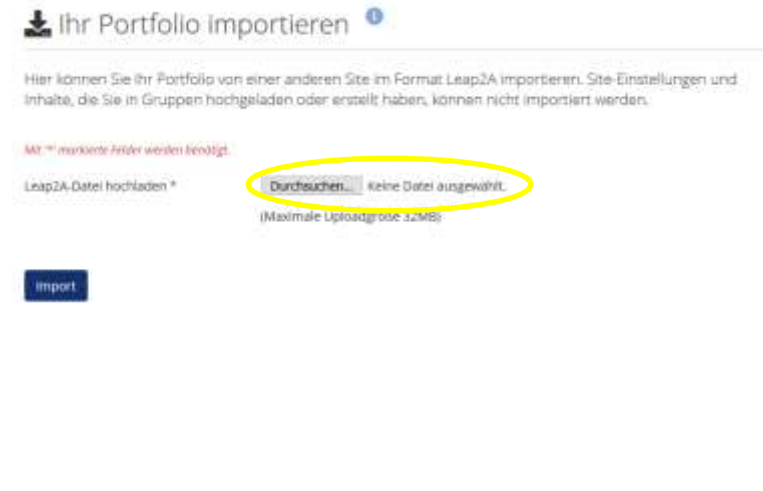 Ihr Portfolio importieren
Hier können Sie Ihr Portfolio von einer anderen Site im Format Leap2A importieren. Site-Einstellungen und
Inhalte, die Sie in Gruppen hochgeladen oder erstellt haben, können nicht importiert werden.
Mit '*' markierte Felder werden benötigt.
Leap2A-Datei hochladen *
Durchsuchen... Keine Datei ausgewählt.
(Maximale Uploadgröße 32MB)
Import